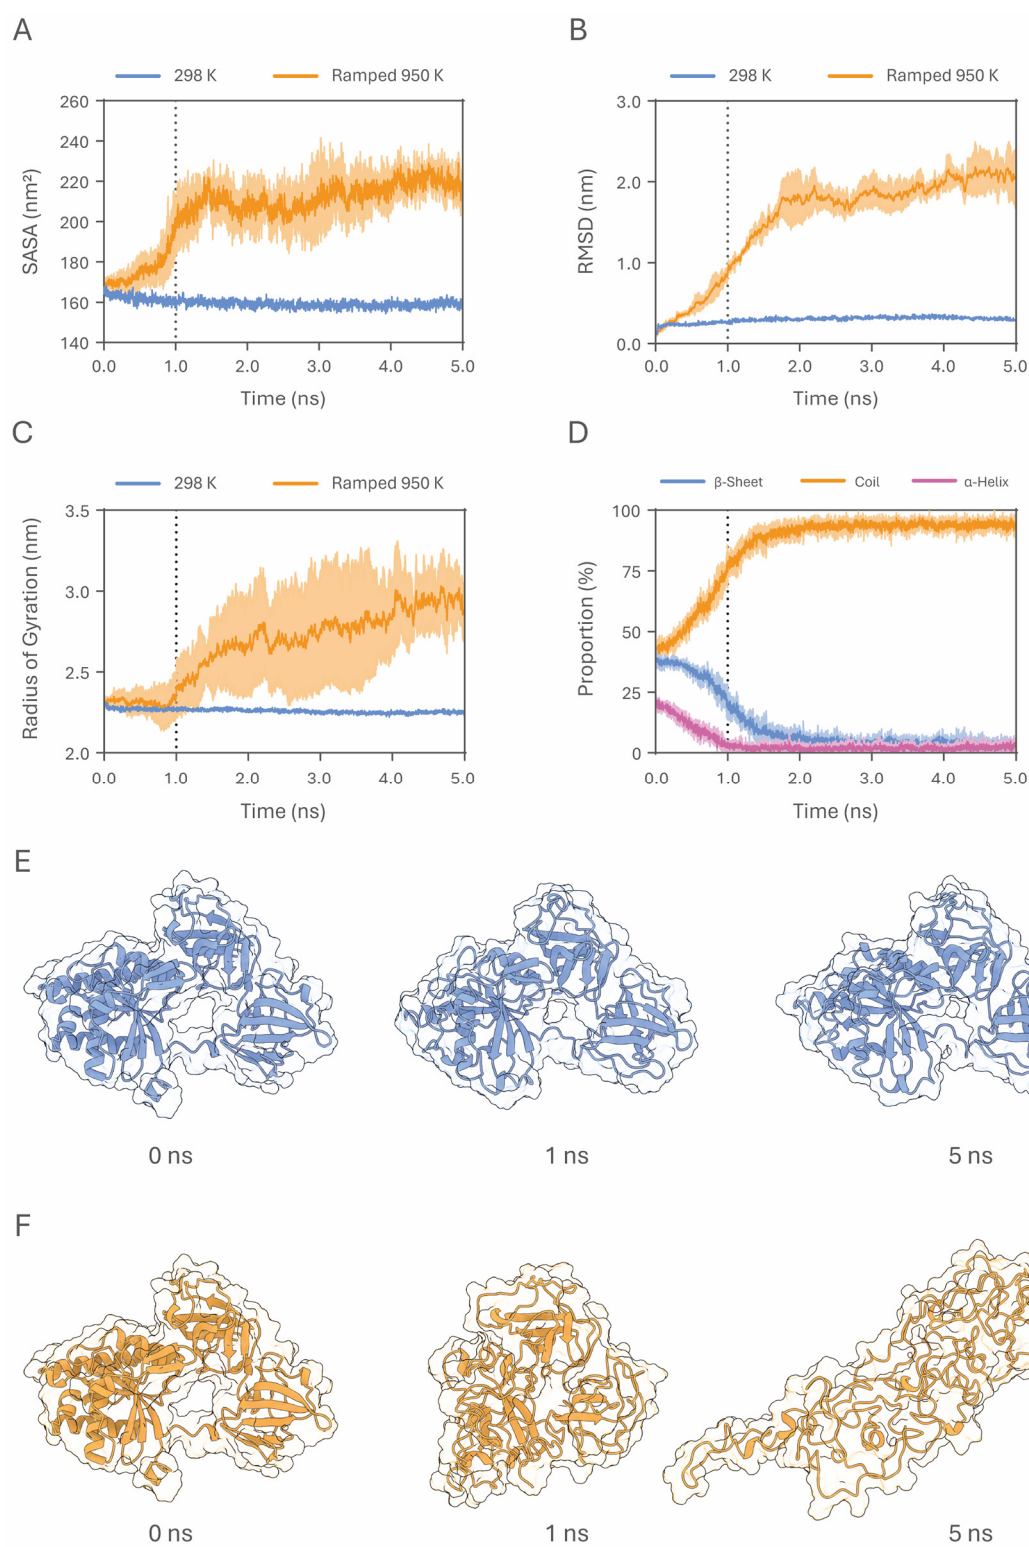 A
298 K Ramped 950 K
SASA (nm²)
260
240
220
200
180
160
140
0.0 1.0 2.0 3.0 4.0 5.0
Time (ns)
B
298 K Ramped 950 K
RMSD (nm)
3.0
2.0
1.0
0.0
0.0 1.0 2.0 3.0 4.0 5.0
Time (ns)
C
298 K Ramped 950 K
Radius of Gyration (nm)
3.5
3.0
2.5
2.0
0.0 1.0 2.0 3.0 4.0 5.0
Time (ns)
D
β-Sheet Coil α-Helix
Proportion (%)
100
75
50
25
0
0.0 1.0 2.0 3.0 4.0 5.0
Time (ns)
E
0 ns 1 ns 5 ns
F
0 ns 1 ns 5 ns